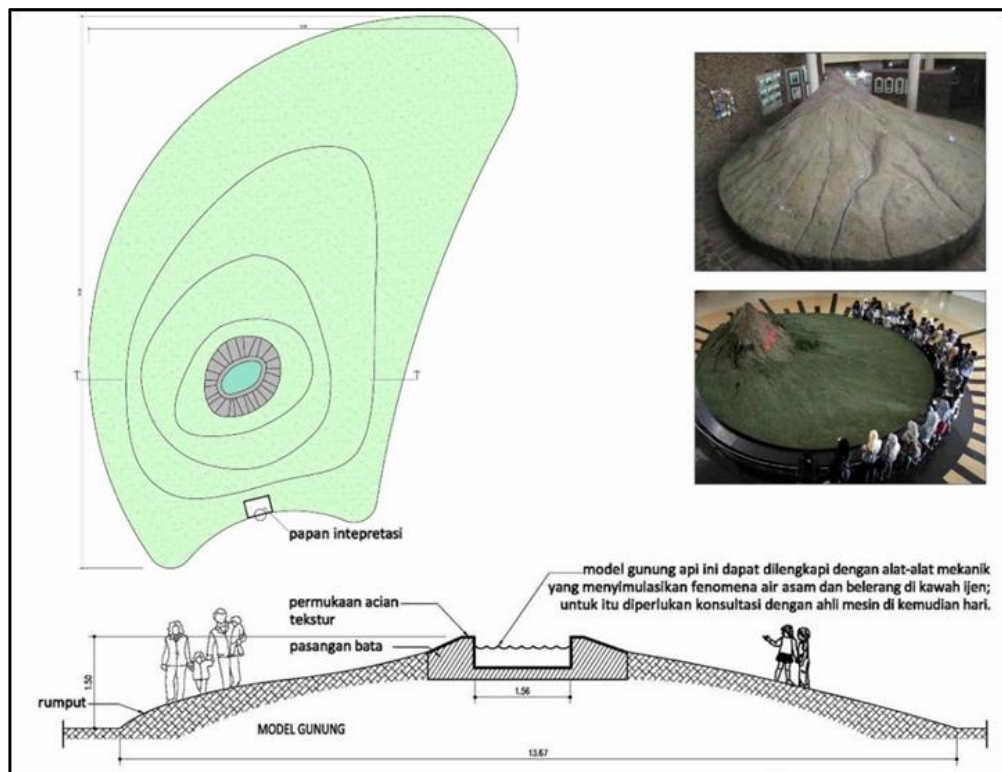 papan intepretasi
model gunung api ini dapat dilengkapi dengan alat-alat mekanik
yang menyimulasikan fenomena air asam dan belerang di kawah ijen;
untuk itu diperlukan konsultasi dengan ahli mesin di kemudian hari.
permukaan acian
tekstur
pasangan bata
1.50
1.56
rumput
MODEL GUNUNG
13.67